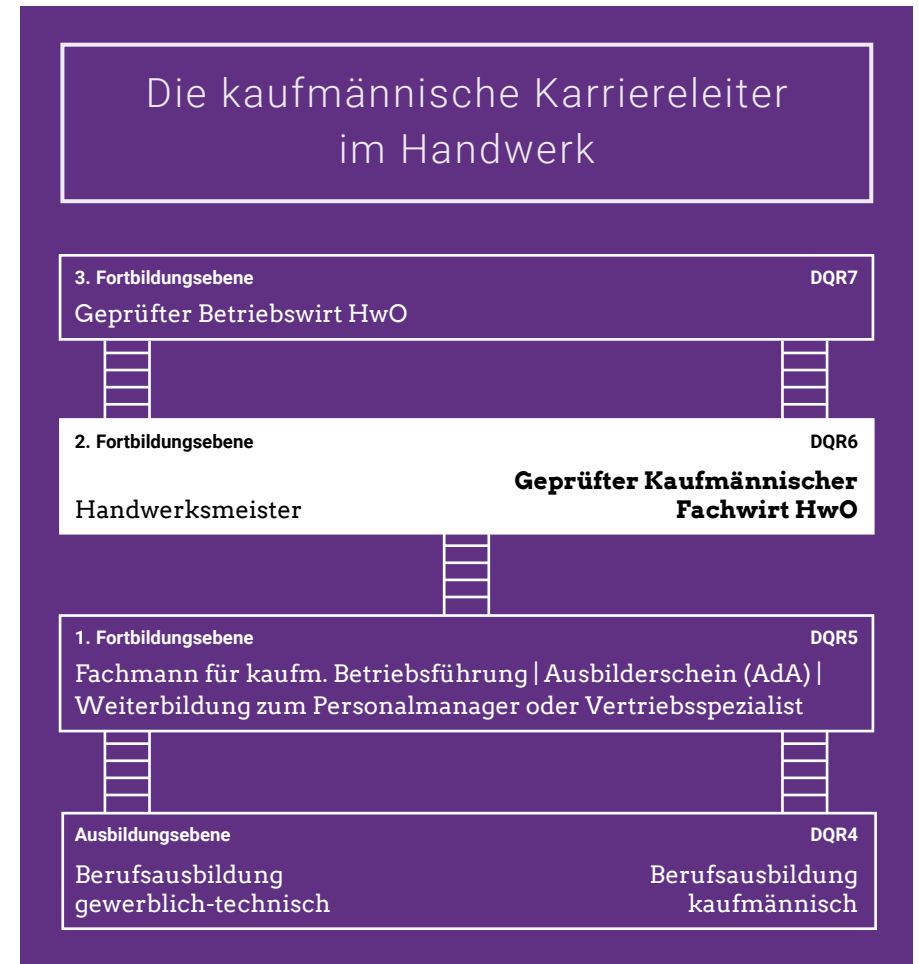 Die kaufmännische Karriereleiter
im Handwerk
3. Fortbildungsebene DQR7
Geprüfter Betriebswirt HwO
2. Fortbildungsebene DQR6
Handwerksmeister
Geprüfter Kaufmännischer
Fachwirt HwO
1. Fortbildungsebene DQR5
Fachmann für kaufm. Betriebsführung | Ausbilderschein (AdA) |
Weiterbildung zum Personalmanager oder Vertriebsspezialist
Ausbildungsebene DQR4
Berufsausbildung
gewerblich-technisch
Berufsausbildung
kaufmännisch